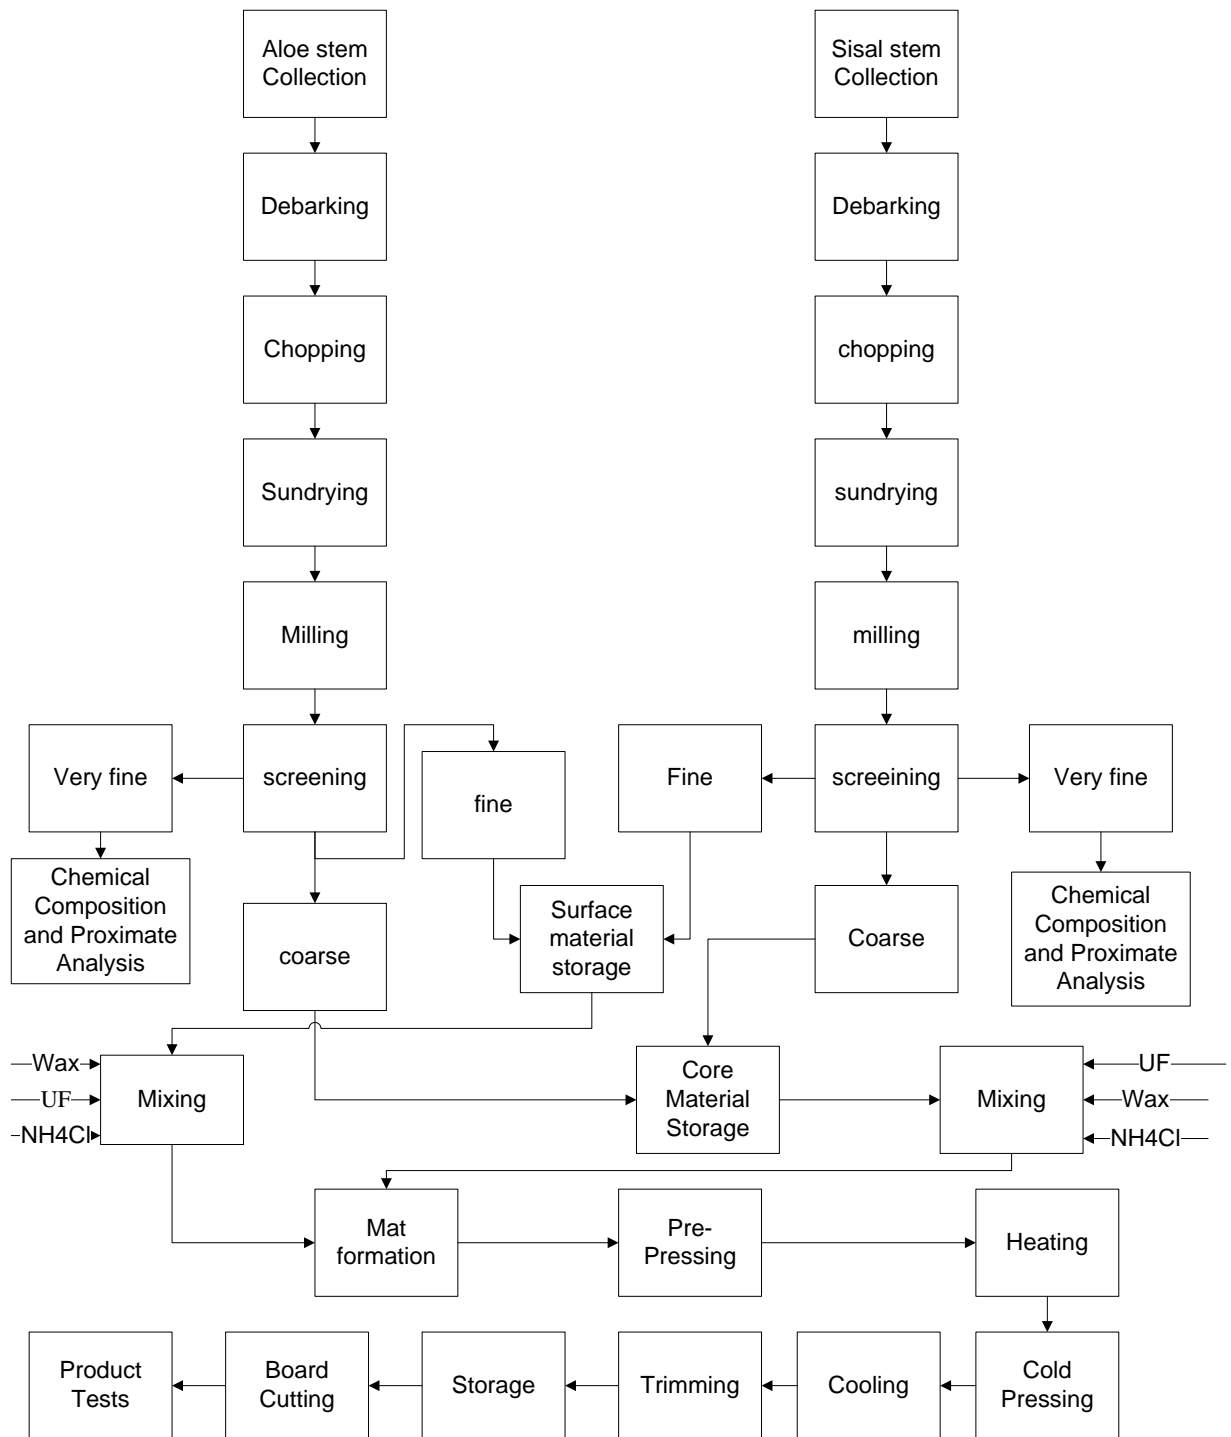 Aloe stem
Collection
Sisal stem
Collection
Debarking
Debarking
Chopping
chopping
Sundrying
sundrying
Milling
milling
Very fine
screening
fine
Fine
screeining
Very fine
Chemical
Composition
and Proximate
Analysis
coarse
Surface
material
storage
Coarse
Chemical
Composition
and Proximate
Analysis
Wax
UF
NH4Cl
Mixing
Core
Material
Storage
Mixing
UF
Wax
NH4Cl
Mat
formation
Pre-
Pressing
Heating
Product
Tests
Board
Cutting
Storage
Trimming
Cooling
Cold
Pressing